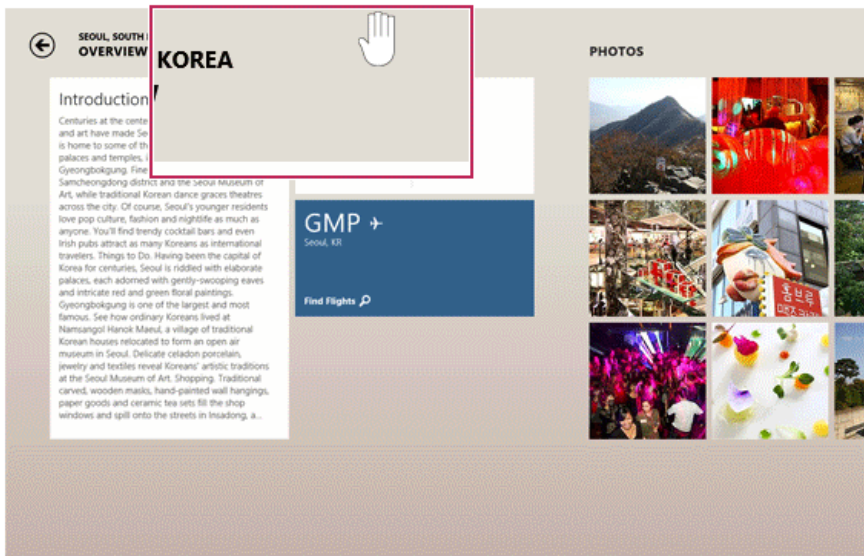 SEOUL, SOUTH
OVERVIEW
KOREA
Introduction
Centuries at the cente
and art have made Se
is home to some of th
palaces and temples, i
Gyeongbokgung. Fine
Samcheongdong district and the Seoul Museum of
Art, while traditional Korean dance graces theatres
across the city. Of course, Seoul's younger residents
love pop culture, fashion and nightlife as much as
anyone. You'll find trendy cocktail bars and even
Irish pubs attract as many Koreans as international
travelers. Things to Do. Having been the capital of
Korea for centuries, Seoul is riddled with elaborate
palaces, each adorned with gently-swooping eaves
and intricate red and green floral paintings.
Gyeongbokgung is one of the largest and most
famous. See how ordinary Koreans lived at
Namsangol Hanok Maeul, a village of traditional
Korean houses relocated to form an open air
museum in Seoul. Delicate celadon porcelain,
jewelry and textiles reveal Koreans' artistic traditions
at the Seoul Museum of Art. Shopping. Traditional
carved, wooden masks, hand-painted wall hangings,
paper goods and ceramic tea sets fill the shop
windows and spill onto the streets in Insadong, a...
GMP
Seoul, KR
Find Flights
PHOTOS